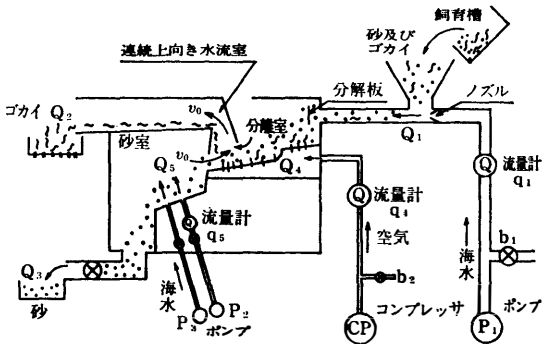 飼育槽
砂及び
ゴカイ
連続上向き水流室
分解板
ノズル
ゴカイ
Q2
υ0
分離室
砂室
Q1
υ0
Q5
Q4
Q
流量計
q1
Q
流量計
q4
Q
流量計
q5
空気
海水
b1
Q3
海水
b2
砂
P3
P2
ポンプ
CP
コンプレッサ
P1
ポンプ